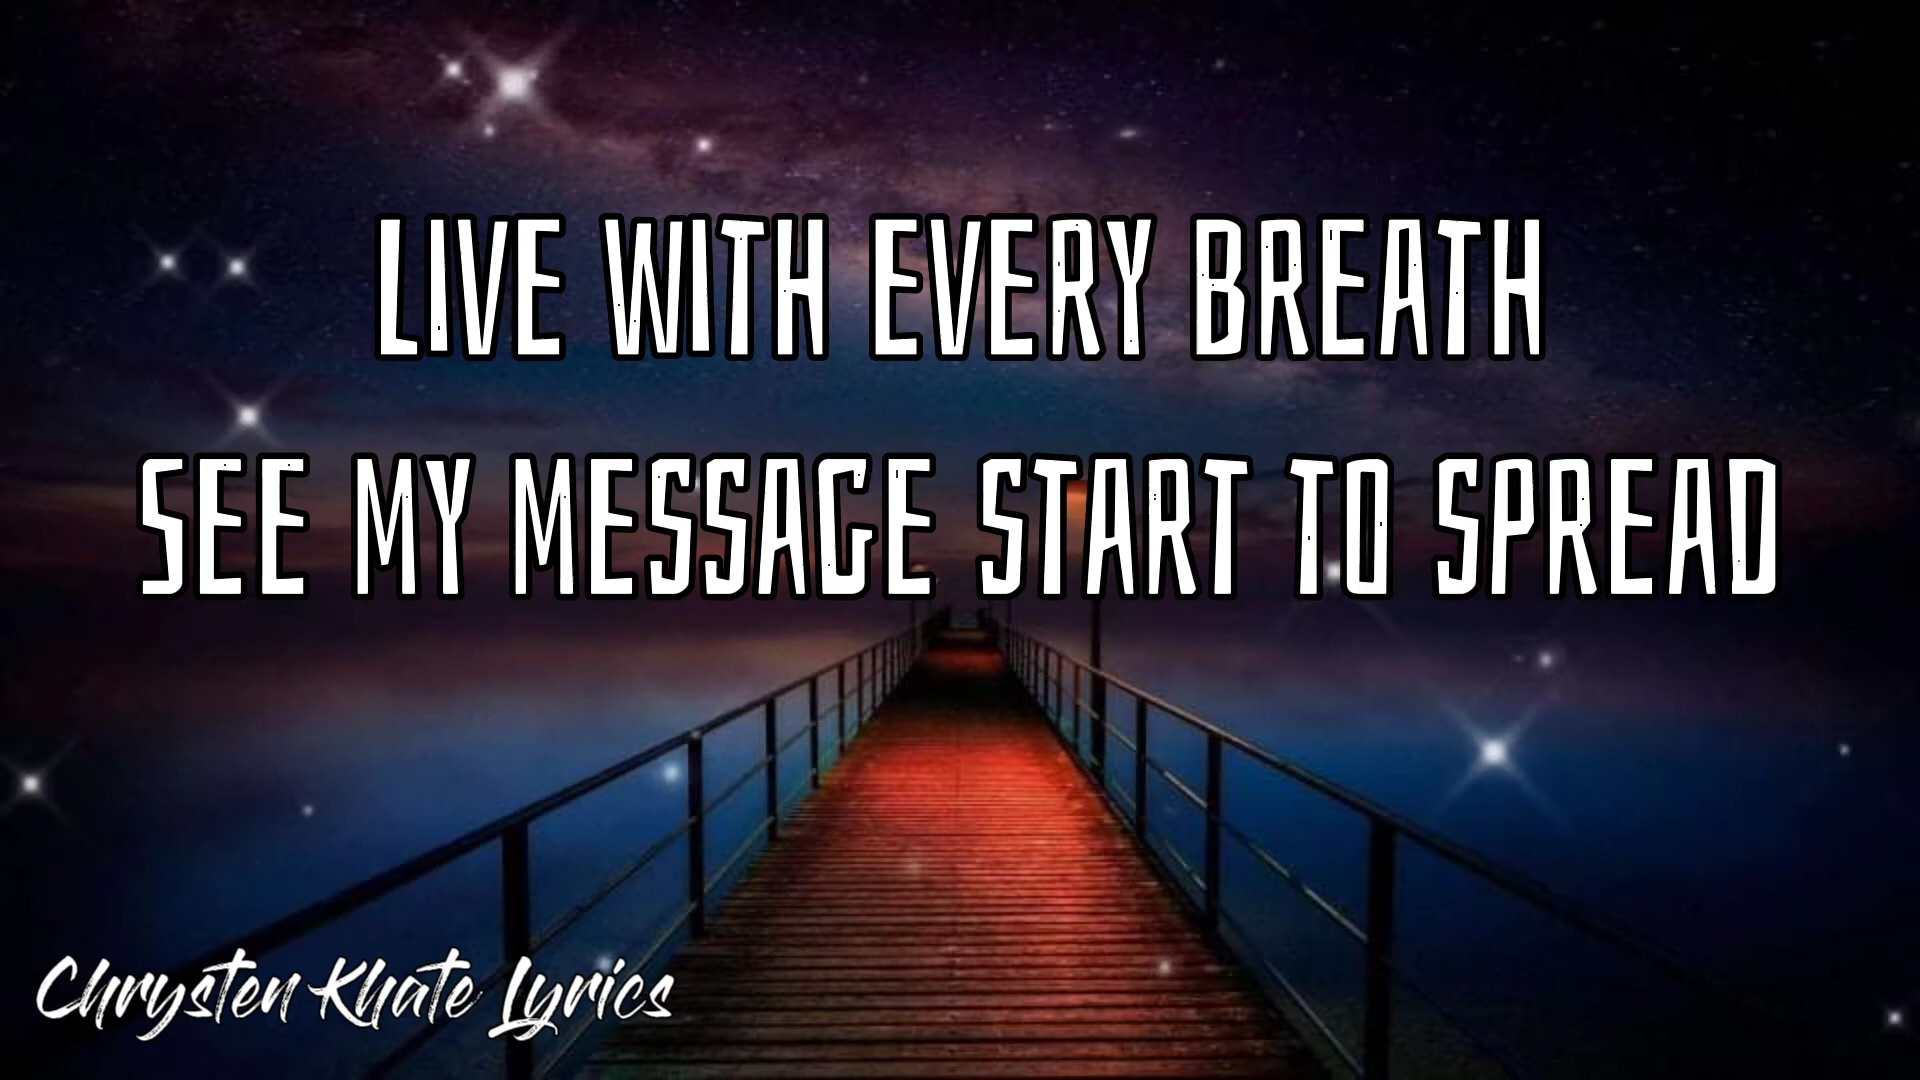 LIVE WITH EVERY BREATH
SEE MY MESSAGE START TO SPREAD
Chrysten Khate Lyrics